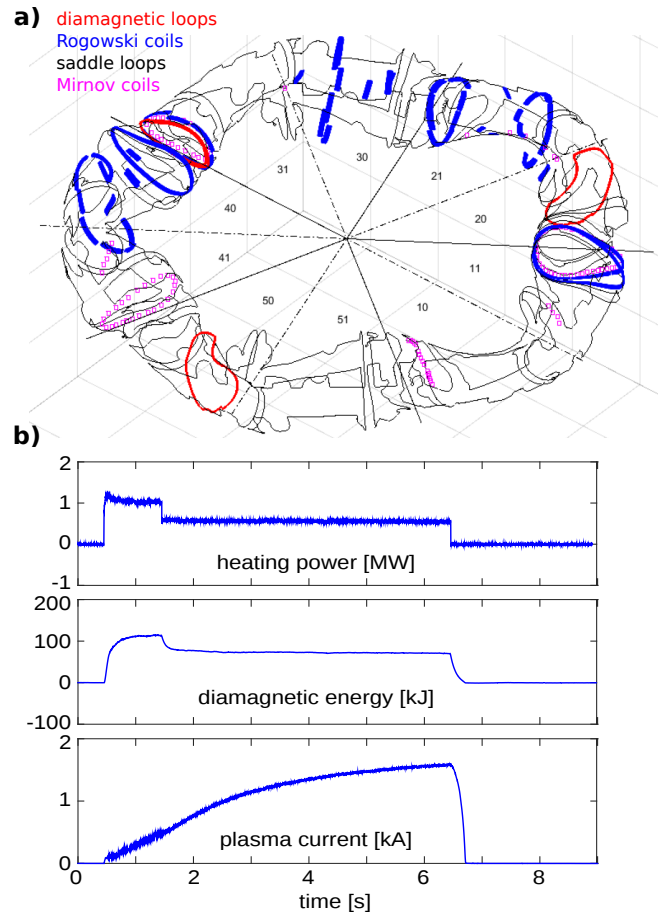 a)
diamagnetic loops
Rogowski coils
saddle loops
Mirnov coils
31
30
21
40
20
41
11
50
10
51
b)
2
1
0
-1
heating power [MW]
200
100
0
-100
diamagnetic energy [kJ]
2
1
0
plasma current [kA]
0 2 4 6 8
time [s]